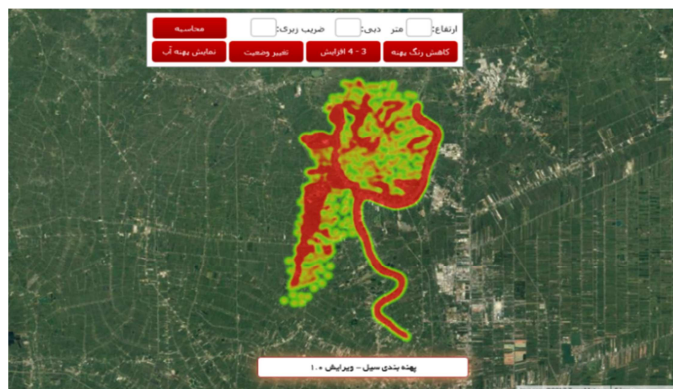 ارتفاع: متر دبی: ضریب زبری: محاسبه
کاهش رنگ پهنه 3 - 4 افزایش تغییر وضعیت نمایش پهنه آب
پهنه بندی سیل – ویرایش ۱.۰